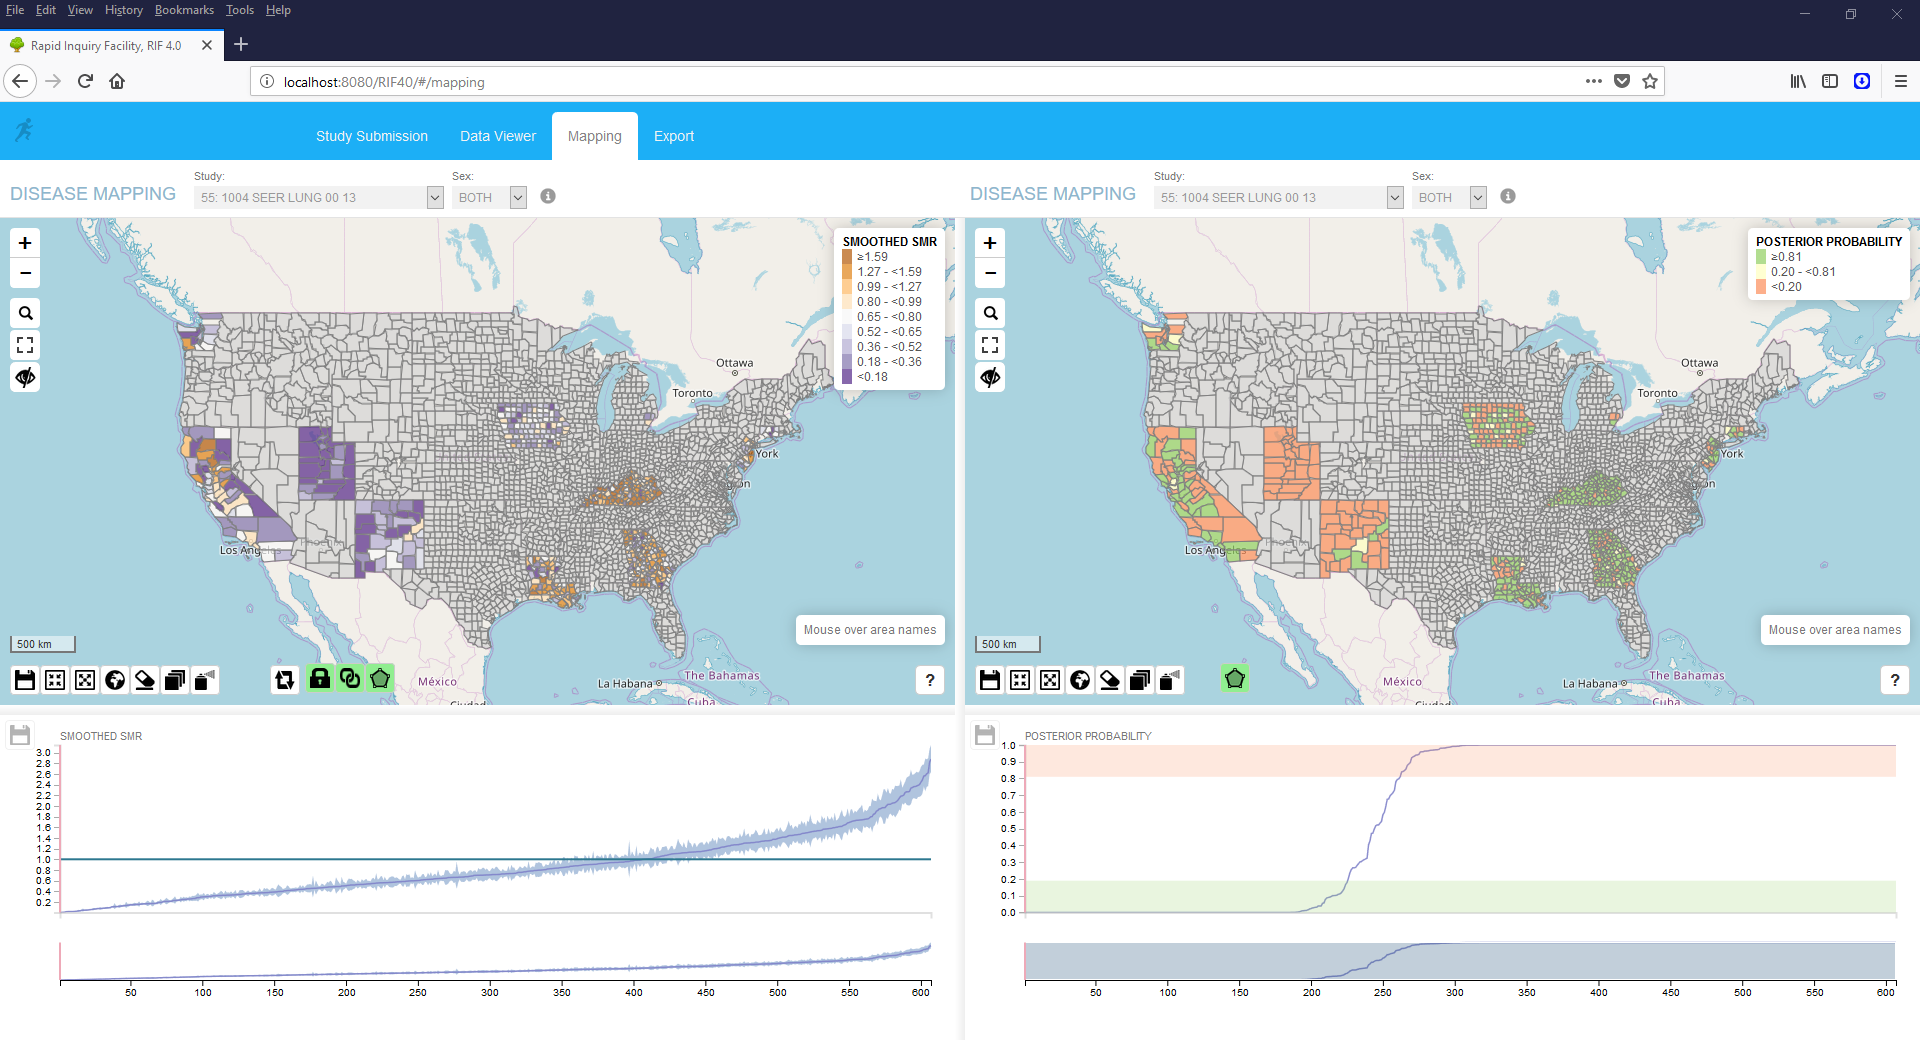 File Edit View History Bookmarks Tools Help
Rapid Inquiry Facility, RIF 4.0
localhost:8080/RIF40/#/mapping
Study Submission Data Viewer Mapping Export
DISEASE MAPPING
Study:
55: 1004 SEER LUNG 00 13
Sex:
BOTH
DISEASE MAPPING
Study:
55: 1004 SEER LUNG 00 13
Sex:
BOTH
+
−
SMOOTHED SMR
≥1.59
1.27 - <1.59
0.99 - <1.27
0.80 - <0.99
0.65 - <0.80
0.52 - <0.65
0.36 - <0.52
0.18 - <0.36
<0.18
Ottawa
Toronto
York
on
Los Angeles
Phoenix
México
Ciudad
La Habana
The Bahamas
Cuba
500 km
Mouse over area names
?
+
−
POSTERIOR PROBABILITY
≥0.81
0.20 - <0.81
<0.20
Ottawa
Toronto
York
on
Los Angeles
Phoenix
México
Ciudad
La Habana
The Bahamas
Cuba
500 km
Mouse over area names
?
SMOOTHED SMR
3.0
2.8
2.6
2.4
2.2
2.0
1.8
1.6
1.4
1.2
1.0
0.8
0.6
0.4
0.2
50 100 150 200 250 300 350 400 450 500 550 600
POSTERIOR PROBABILITY
1.0
0.9
0.8
0.7
0.6
0.5
0.4
0.3
0.2
0.1
0.0
50 100 150 200 250 300 350 400 450 500 550 600